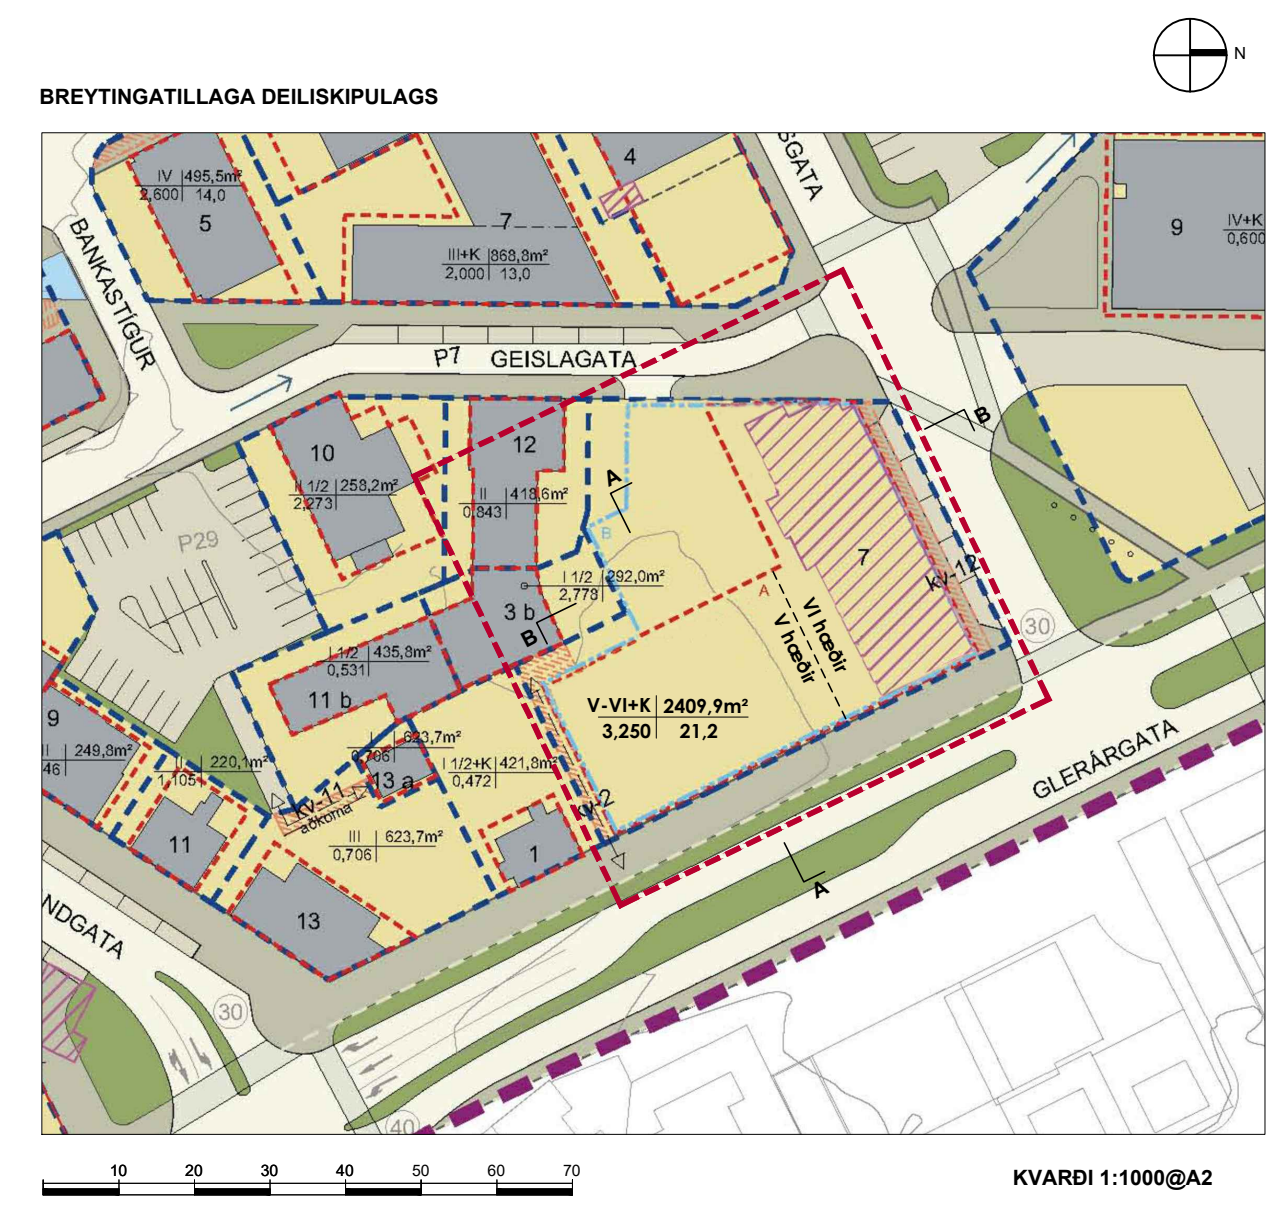 N
BREYTINGATILLAGA DEILISKIPULAGS
IV 495,5m²
2,600 14,0
5
7
III+K 868,8m²
2,000 13,0
4
SGATA
9
IV+K
0,600
BANKASTÍGUR
P7 GEISLAGATA
10
II 1/2 258,2m²
2,273
12
II 418,6m²
0,843
A
B
B
P29
I 1/2 292,0m²
2,778
3 b
B
A
7
kv-12
VI hæðir
V hæðir
30
I 1/2 435,8m²
0,531
11 b
V-VI+K 2409,9m²
3,250 21,2
9
II 249,8m²
46
III 220,1m²
1,105
I 623,7m²
0,706
13 a
I 1/2+K 421,8m²
0,472
kv-11
aðkoma
kv-2
GLERÁRGATA
11
III 623,7m²
0,706
1
A
13
NDGATA
30
40
10 20 30 40 50 60 70
KVARÐI 1:1000@A2